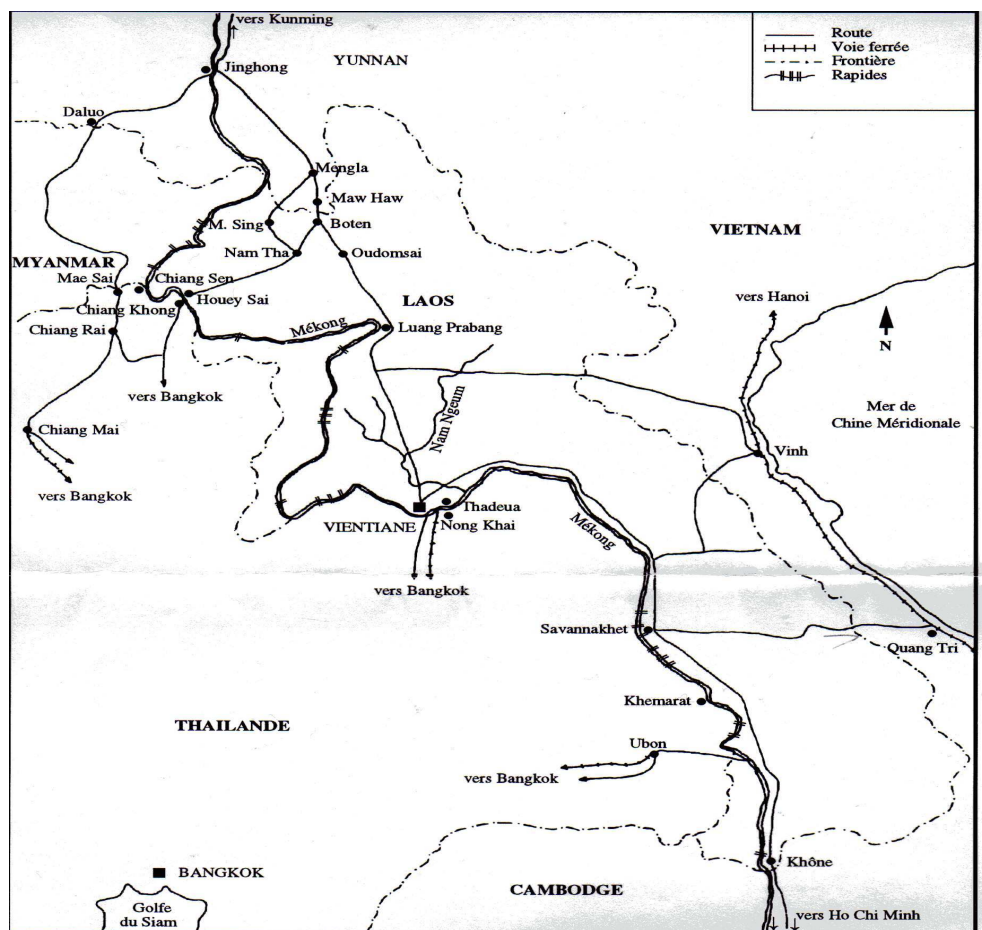 vers Kunming
Route
Voie ferrée
Frontière
Rapides
Jinghong
YUNNAN
Daluo
Mengla
Maw Haw
M. Sing
Boten
VIETNAM
Nam Tha
Oudomsai
MYANMAR
Mae Sai
Chiang Sen
Houey Sai
LAOS
vers Hanoi
Chiang Khong
Chiang Rai
Mékong
Luang Prabang
N
vers Bangkok
Nam Ngeum
Mer de
Chine Méridionale
Chiang Mai
Vinh
vers Bangkok
Thadeua
VIENTIANE
Nong Khai
Mékong
vers Bangkok
Savannakhet
Quang Tri
Khemarat
THAILANDE
Ubon
vers Bangkok
Khône
BANGKOK
CAMBODGE
Golfe
du Siam
vers Ho Chi Minh